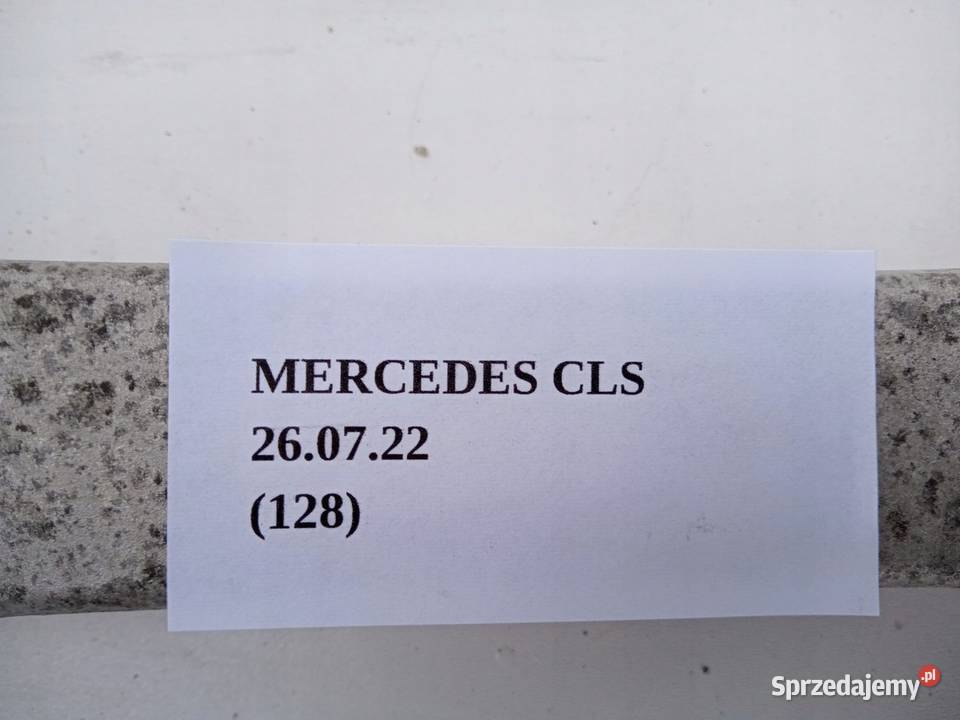 MERCEDES CLS
26.07.22
(128)
Sprzedajemy.pl